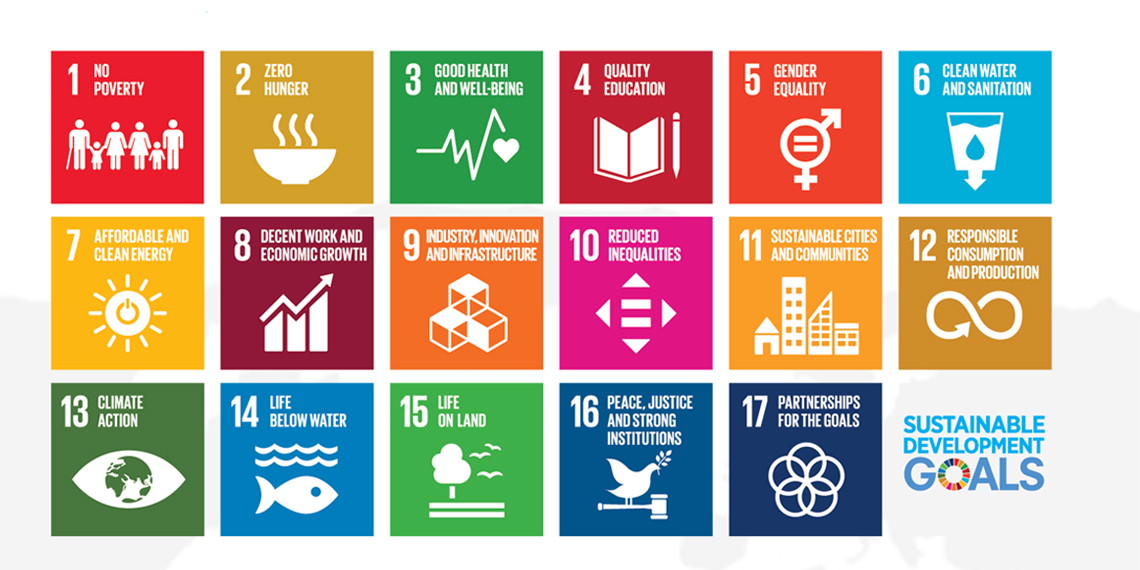 1 NO
POVERTY
2 ZERO
HUNGER
3 GOOD HEALTH
AND WELL-BEING
4 QUALITY
EDUCATION
5 GENDER
EQUALITY
6 CLEAN WATER
AND SANITATION
7 AFFORDABLE AND
CLEAN ENERGY
8 DECENT WORK AND
ECONOMIC GROWTH
9 INDUSTRY, INNOVATION
AND INFRASTRUCTURE
10 REDUCED
INEQUALITIES
11 SUSTAINABLE CITIES
AND COMMUNITIES
12 RESPONSIBLE
CONSUMPTION
AND PRODUCTION
13 CLIMATE
ACTION
14 LIFE
BELOW WATER
15 LIFE
ON LAND
16 PEACE, JUSTICE
AND STRONG
INSTITUTIONS
17 PARTNERSHIPS
FOR THE GOALS
SUSTAINABLE
DEVELOPMENT
GOALS